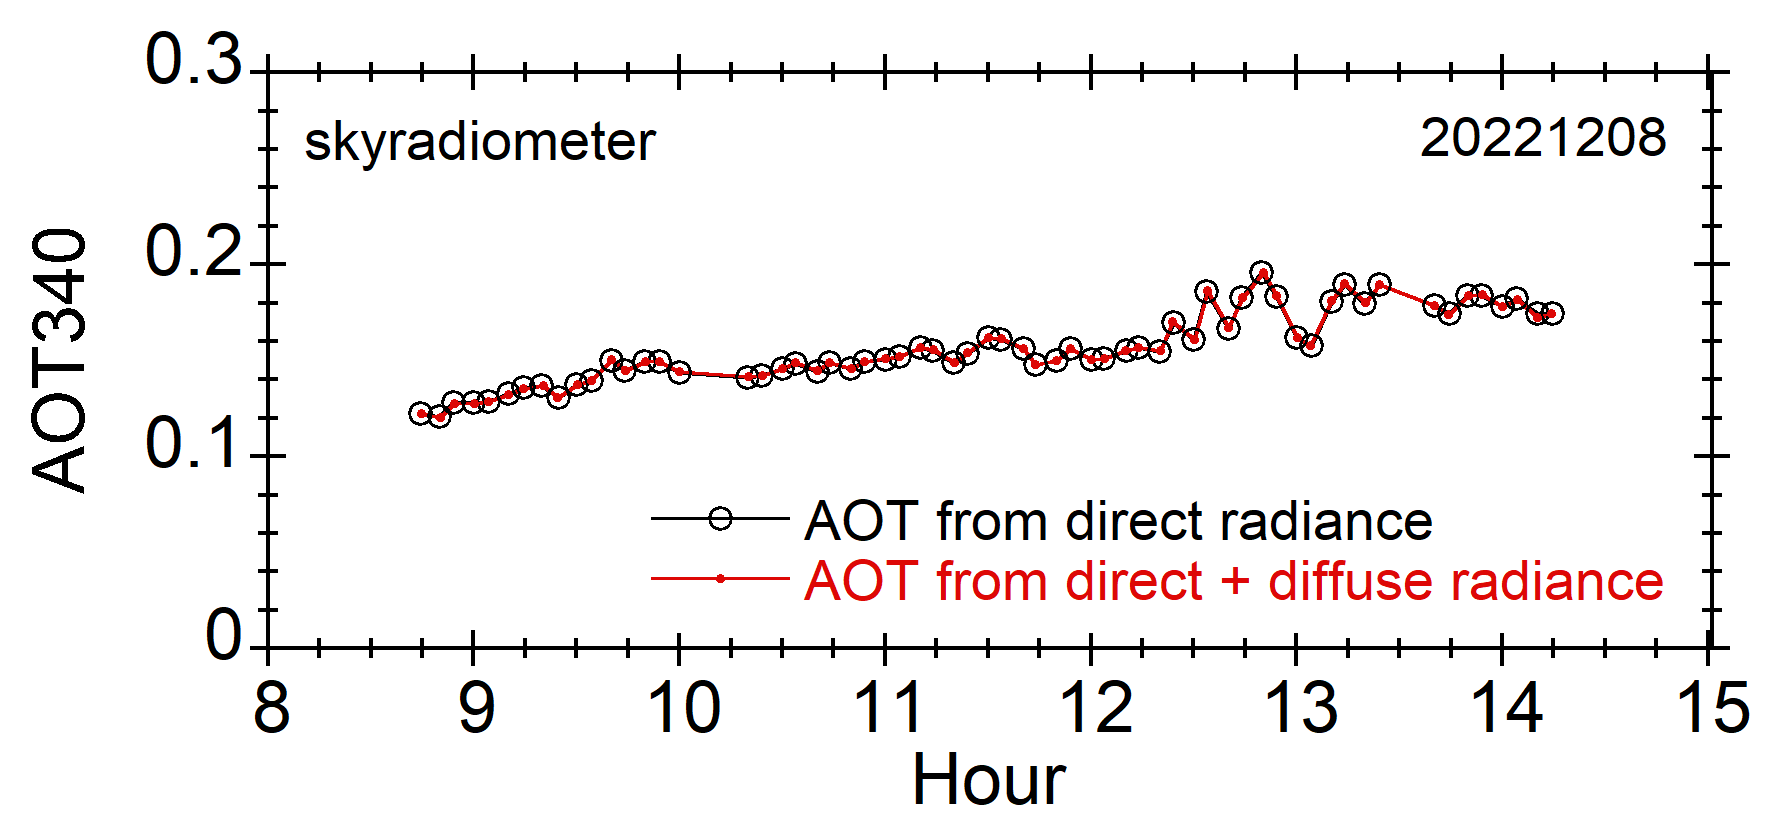 0.3
skyradiometer 20221208
0.2
AOT340
0.1
AOT from direct radiance
AOT from direct + diffuse radiance
0
8 9 10 11 12 13 14 15
Hour